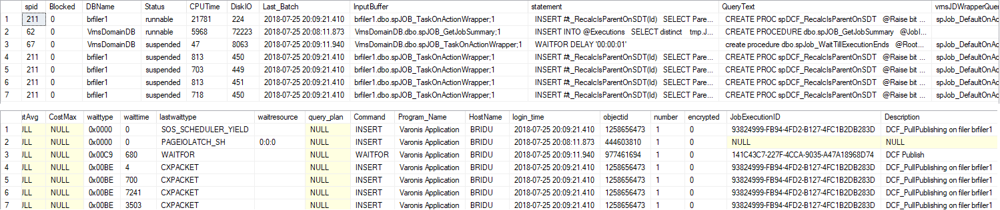 spid Blocked DBName Status CPUTime DiskIO Last_Batch InputBuffer statement QueryText vrnsJDWrapperQuer
1 211 0 brfiler1 runnable 21781 224 2018-07-25 20:09:21.410 brfiler1.dbo.spJOB_TaskOnActionWrapper;1 INSERT #t_RecalcIsParentOnSDT(Id) SELECT Pare... CREATE PROC spDCF_RecalcIsParentOnSDT @Raise bit ... spJob_DefaultOnAc
2 62 0 VrnsDomainDB runnable 5968 72223 2018-07-25 20:08:11.873 VrnsDomainDB.dbo.spJOB_GetJobSummary;1 INSERT INTO @Executions SELECT distinct tmp.J... CREATE PROCEDURE dbo.spJOB_GetJobSummary @JobI...
3 67 0 VrnsDomainDB suspended 47 8063 2018-07-25 20:09:11.940 VrnsDomainDB.dbo.spJOB_TaskOnActionWrapper;1 WAITFOR DELAY '00:00:01' create procedure dbo.spJob_WaitTillExecutionEnds @Root... spJob_DefaultOnAc
4 211 0 brfiler1 suspended 813 450 2018-07-25 20:09:21.410 brfiler1.dbo.spJOB_TaskOnActionWrapper;1 INSERT #t_RecalcIsParentOnSDT(Id) SELECT Pare... CREATE PROC spDCF_RecalcIsParentOnSDT @Raise bit ... spJob_DefaultOnAc
5 211 0 brfiler1 suspended 703 449 2018-07-25 20:09:21.410 brfiler1.dbo.spJOB_TaskOnActionWrapper;1 INSERT #t_RecalcIsParentOnSDT(Id) SELECT Pare... CREATE PROC spDCF_RecalcIsParentOnSDT @Raise bit ... spJob_DefaultOnAc
6 211 0 brfiler1 suspended 813 451 2018-07-25 20:09:21.410 brfiler1.dbo.spJOB_TaskOnActionWrapper;1 INSERT #t_RecalcIsParentOnSDT(Id) SELECT Pare... CREATE PROC spDCF_RecalcIsParentOnSDT @Raise bit ... spJob_DefaultOnAc
7 211 0 brfiler1 suspended 718 450 2018-07-25 20:09:21.410 brfiler1.dbo.spJOB_TaskOnActionWrapper;1 INSERT #t_RecalcIsParentOnSDT(Id) SELECT Pare... CREATE PROC spDCF_RecalcIsParentOnSDT @Raise bit ... spJob_DefaultOnAc
stAvg CostMax waittype waittime lastwaittype waitresource query_plan Command Program_Name HostName login_time objectid number encrypted JobExecutionID Description
1 ULL NULL 0x0000 0 SOS_SCHEDULER_YIELD NULL INSERT Varonis Application BRIDU 2018-07-25 20:09:21.410 1258656473 1 0 93824999-FB94-4FD2-B127-4FC1B2DB283D DCF_PullPublishing on filer brfiler1
2 ULL NULL 0x0000 0 PAGEIOLATCH_SH 0:0:0 NULL INSERT Varonis Application BRIDU 2018-07-25 20:08:11.873 444603810 1 0 NULL NULL
3 ULL NULL 0x00C9 680 WAITFOR NULL WAITFOR Varonis Application BRIDU 2018-07-25 20:09:11.940 977461694 1 0 141C43C7-227F-4CCA-9035-A47A18968D74 DCF Publish
4 ULL NULL 0x00BE 4 CXPACKET NULL INSERT Varonis Application BRIDU 2018-07-25 20:09:21.410 1258656473 1 0 93824999-FB94-4FD2-B127-4FC1B2DB283D DCF_PullPublishing on filer brfiler1
5 ULL NULL 0x00BE 700 CXPACKET NULL INSERT Varonis Application BRIDU 2018-07-25 20:09:21.410 1258656473 1 0 93824999-FB94-4FD2-B127-4FC1B2DB283D DCF_PullPublishing on filer brfiler1
6 ULL NULL 0x00BE 7241 CXPACKET NULL INSERT Varonis Application BRIDU 2018-07-25 20:09:21.410 1258656473 1 0 93824999-FB94-4FD2-B127-4FC1B2DB283D DCF_PullPublishing on filer brfiler1
7 ULL NULL 0x00BE 3503 CXPACKET NULL INSERT Varonis Application BRIDU 2018-07-25 20:09:21.410 1258656473 1 0 93824999-FB94-4FD2-B127-4FC1B2DB283D DCF_PullPublishing on filer brfiler1